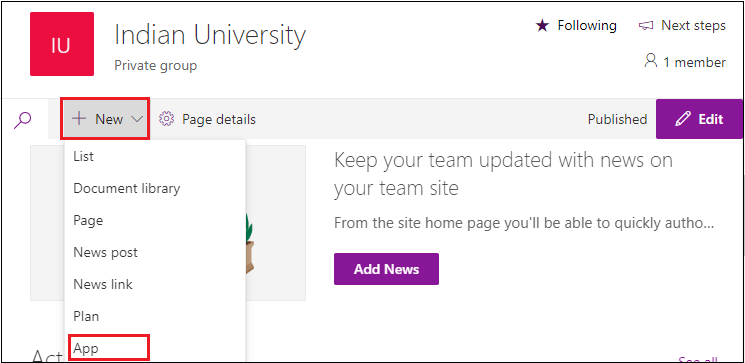 IU
Indian University
Private group
Following
Next steps
1 member
New
Page details
Published
Edit
List
Document library
Page
News post
News link
Plan
App
Keep your team updated with news on
your team site
From the site home page you'll be able to quickly autho...
Add News
Act
See all